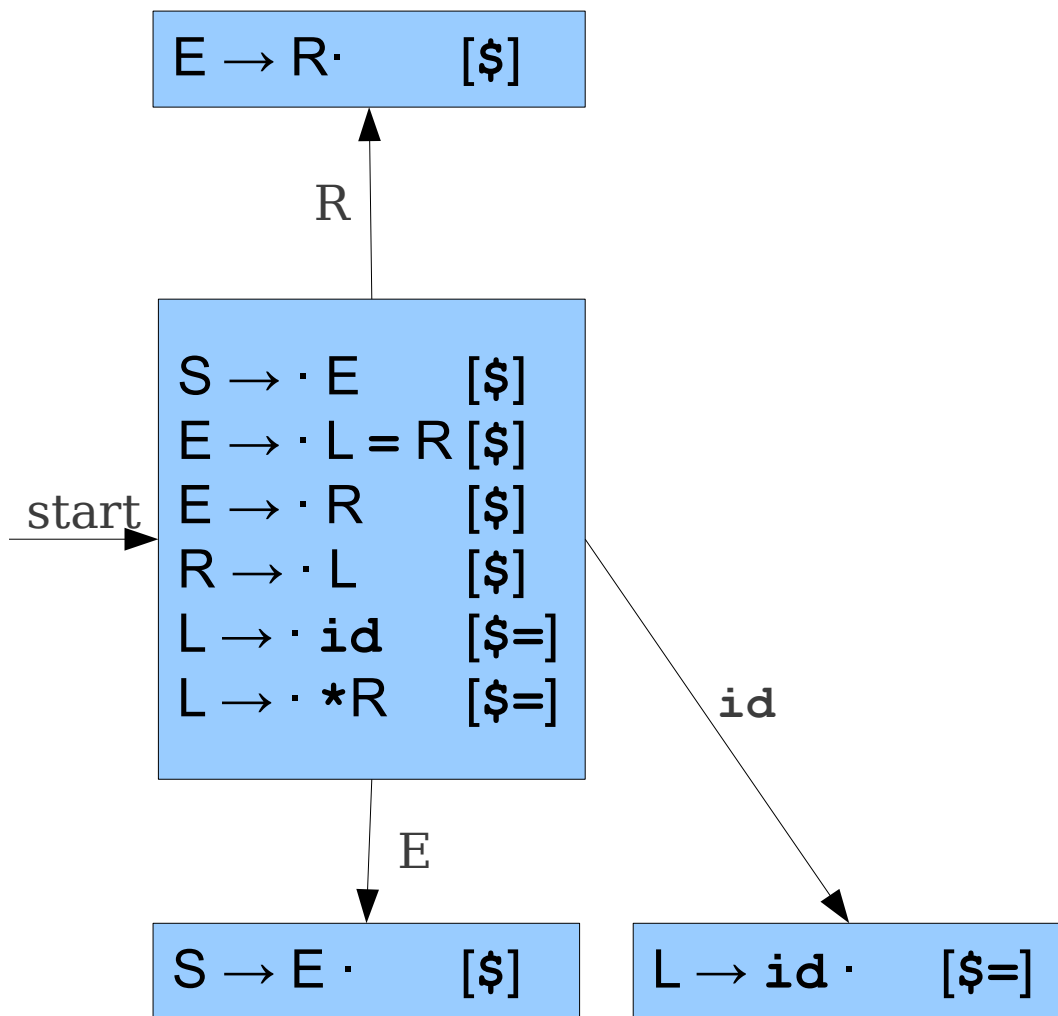 E → R· [$]
R
S → · E [$]
E → · L = R [$]
E → · R [$]
start
R → · L [$]
L → · id [$=]
L → · *R [$=]
id
E
S → E · [$]
L → id · [$=]